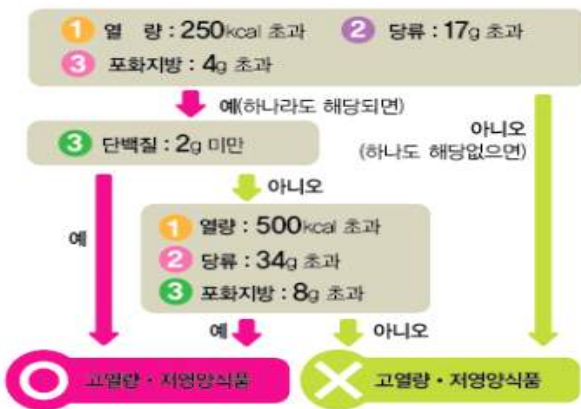 1 열 량 : 250kcal 초과 2 당류 : 17g 초과
3 포화지방 : 4g 초과
예(하나라도 해당되면)
아니오
(하나도 해당없으면)
3 단백질 : 2g 미만
아니오
예
1 열량 : 500kcal 초과
2 당류 : 34g 초과
3 포화지방 : 8g 초과
예 아니오
고열량·저영양식품
고열량·저영양식품